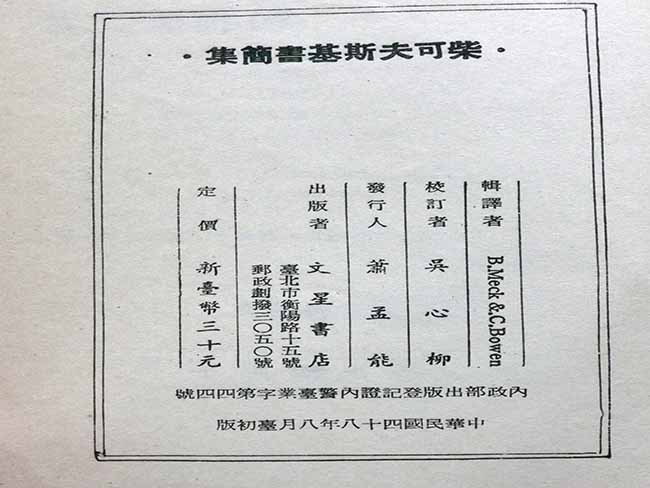 ·柴可夫斯基書簡集·
輯譯者 B.Meck &.C.Bowen
校訂者 吳心柳
發行人 蕭孟能
出版者 文星書店
臺北市衡陽路十五號
郵政劃撥三〇五〇號
定價 新臺幣三十元
內政部出版登記證內警臺業字第四四號
中華民國四十八年八月臺初版